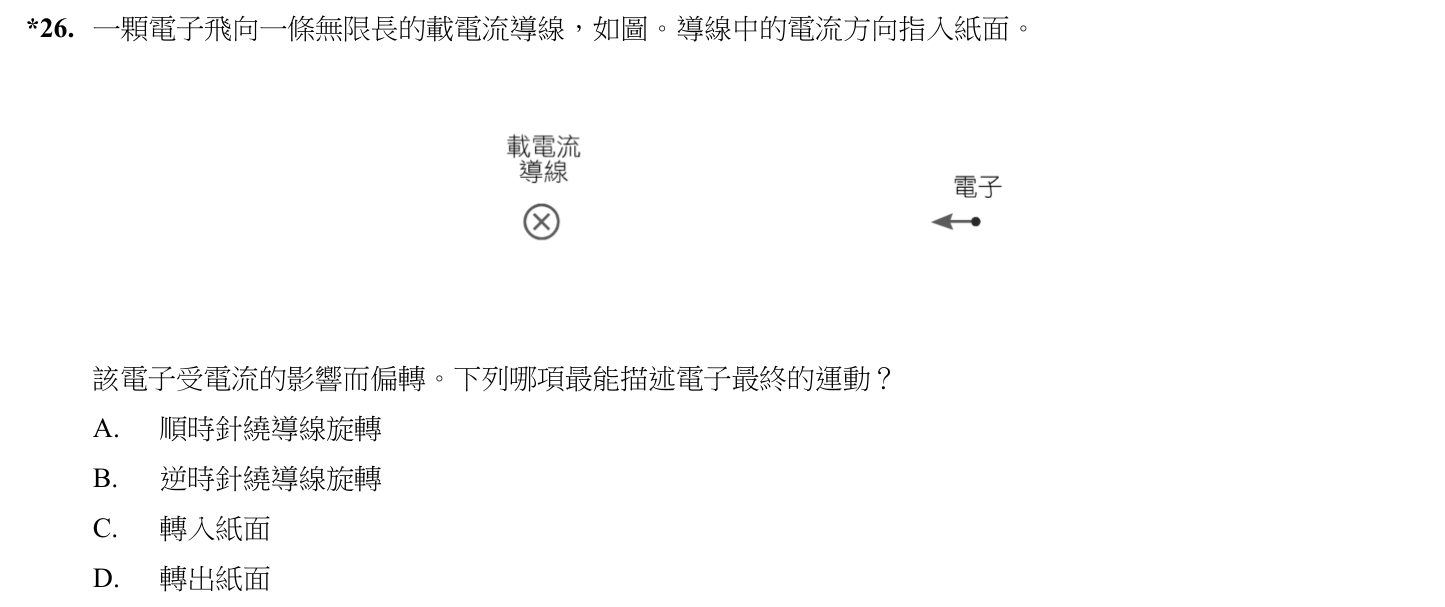 *26. 一顆電子飛向一條無限長的載電流導線，如圖。導線中的電流方向指入紙面。
載電流
導線
電子
該電子受電流的影響而偏轉。下列哪項最能描述電子最終的運動？
A. 順時針繞導線旋轉
B. 逆時針繞導線旋轉
C. 轉入紙面
D. 轉出紙面